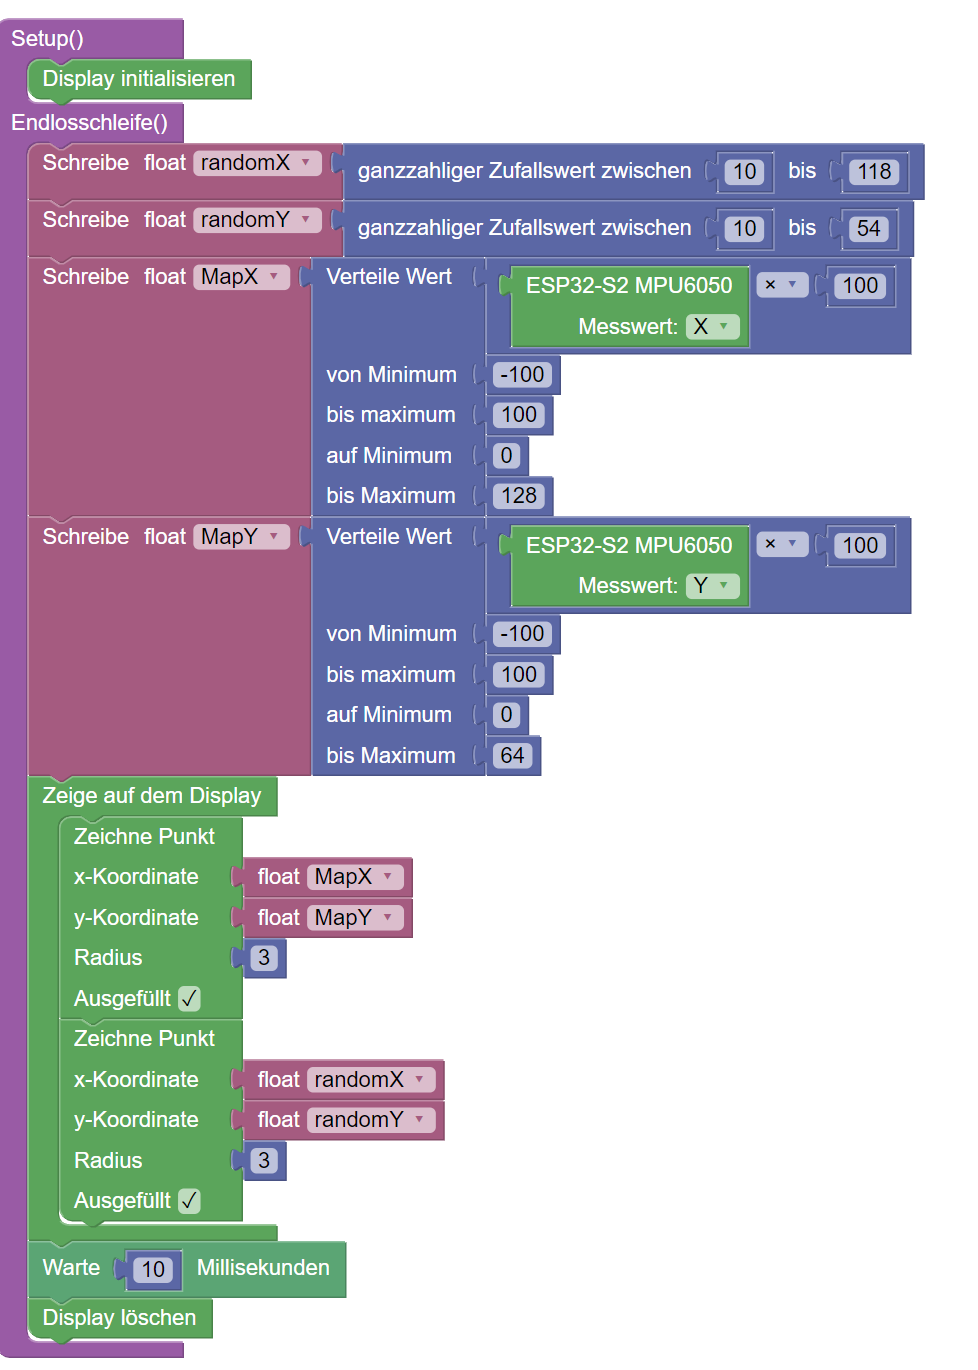 Setup()
Display initialisieren
Endlosschleife()
Schreibe float randomX ganzzahliger Zufallswert zwischen 10 bis 118
Schreibe float randomY ganzzahliger Zufallswert zwischen 10 bis 54
Schreibe float MapX Verteile Wert ESP32-S2 MPU6050 × 100
Messwert: X
von Minimum -100
bis maximum 100
auf Minimum 0
bis Maximum 128
Schreibe float MapY Verteile Wert ESP32-S2 MPU6050 × 100
Messwert: Y
von Minimum -100
bis maximum 100
auf Minimum 0
bis Maximum 64
Zeige auf dem Display
Zeichne Punkt
x-Koordinate float MapX
y-Koordinate float MapY
Radius 3
Ausgefüllt ✓
Zeichne Punkt
x-Koordinate float randomX
y-Koordinate float randomY
Radius 3
Ausgefüllt ✓
Warte 10 Millisekunden
Display löschen